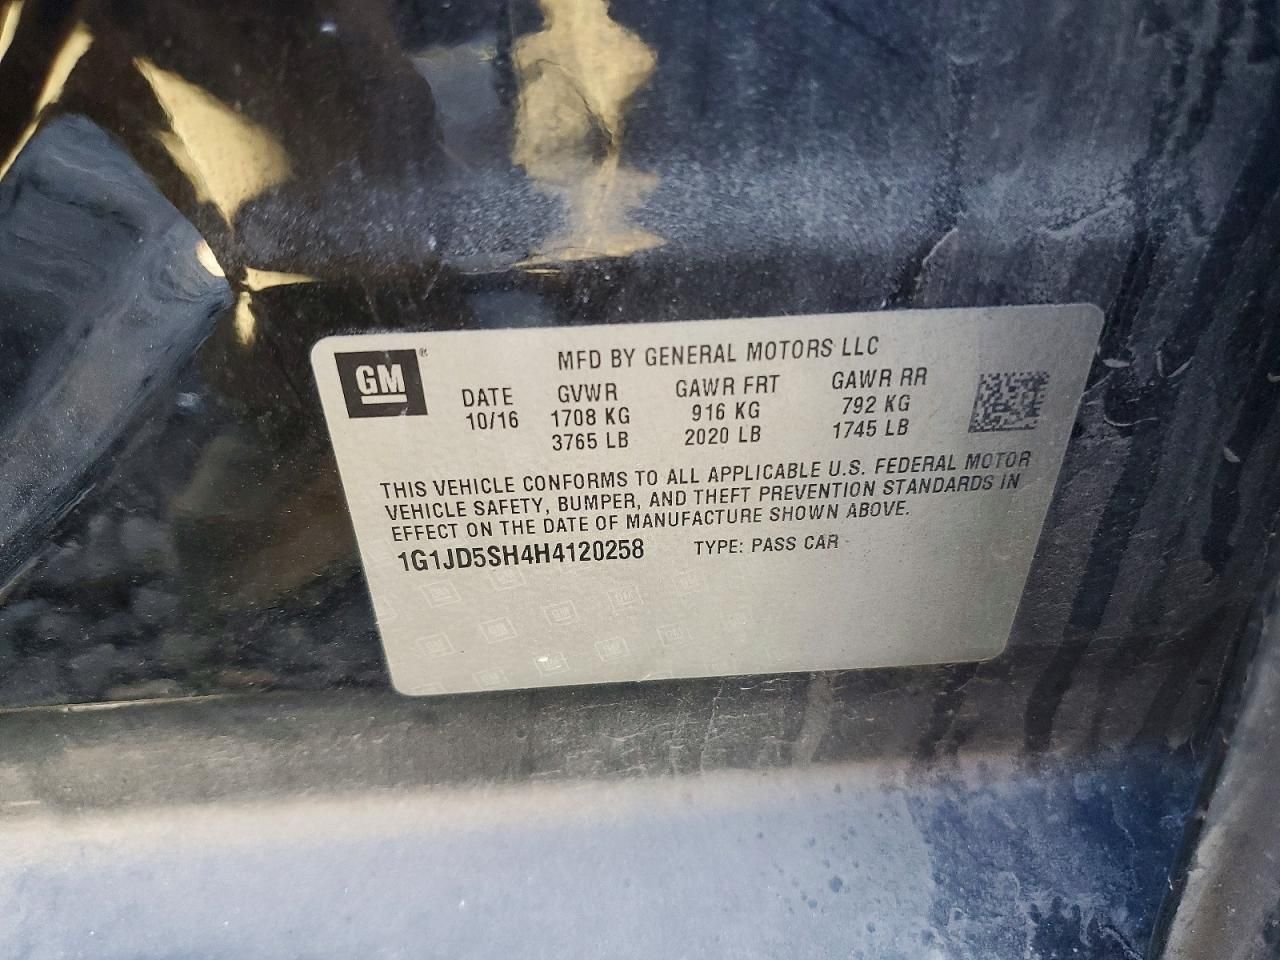 GM®
MFD BY GENERAL MOTORS LLC
DATE GVWR GAWR FRT GAWR RR
10/16 1708 KG 916 KG 792 KG
3765 LB 2020 LB 1745 LB
THIS VEHICLE CONFORMS TO ALL APPLICABLE U.S. FEDERAL MOTOR
VEHICLE SAFETY, BUMPER, AND THEFT PREVENTION STANDARDS IN
EFFECT ON THE DATE OF MANUFACTURE SHOWN ABOVE.
1G1JD5SH4H4120258 TYPE: PASS CAR